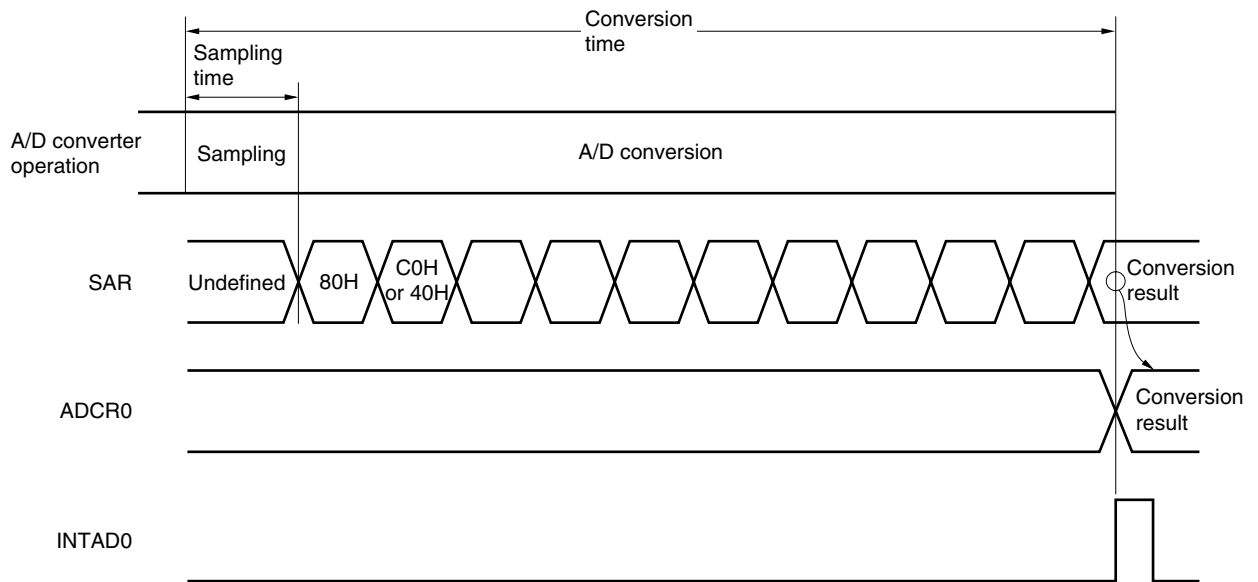 Conversion
time
Sampling
time
A/D converter
operation
Sampling
A/D conversion
SAR
Undefined
80H
C0H
or 40H
Conversion
result
ADCR0
Conversion
result
INTAD0